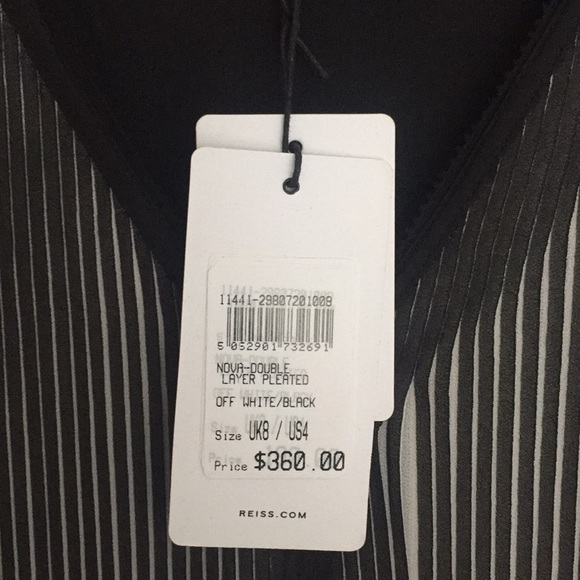 11441-29807201009
5 052901 732691
NOVA-DOUBLE
LAYER PLEATED
OFF WHITE/BLACK
Size UK8 / US4
Price $360.00
REISS.COM